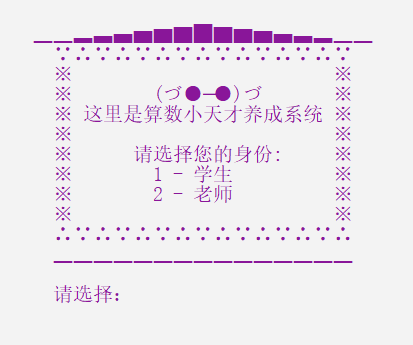 (づ●—●)づ
这里是算数小天才养成系统
请选择您的身份:
1 - 学生
2 - 老师
请选择: